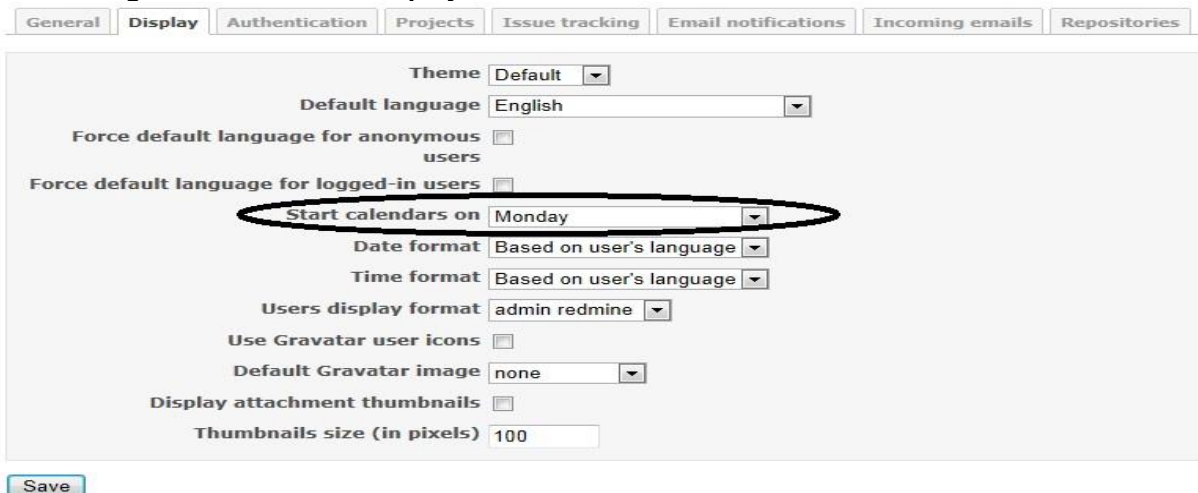 General Display Authentication Projects Issue tracking Email notifications Incoming emails Repositories
Theme Default
Default language English
Force default language for anonymous
users
Force default language for logged-in users
Start calendars on Monday
Date format Based on user's language
Time format Based on user's language
Users display format admin redmine
Use Gravatar user icons
Default Gravatar image none
Display attachment thumbnails
Thumbnails size (in pixels) 100
Save